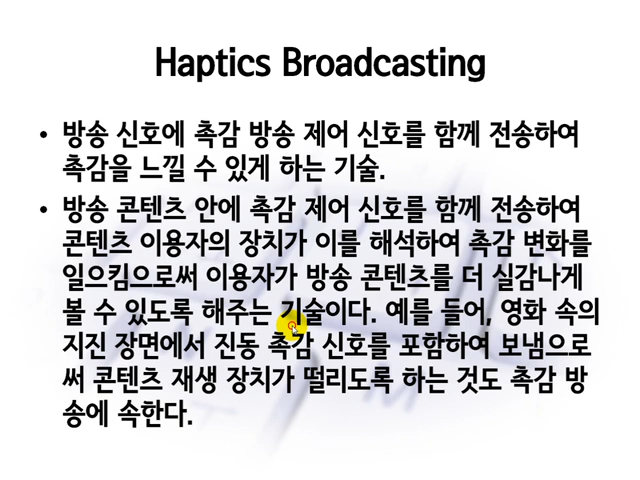 Haptics Broadcasting
• 방송 신호에 촉감 방송 제어 신호를 함께 전송하여
촉감을 느낄 수 있게 하는 기술.
• 방송 콘텐츠 안에 촉감 제어 신호를 함께 전송하여
콘텐츠 이용자의 장치가 이를 해석하여 촉감 변화를
일으킴으로써 이용자가 방송 콘텐츠를 더 실감나게
볼 수 있도록 해주는 기술이다. 예를 들어, 영화 속의
지진 장면에서 진동 촉감 신호를 포함하여 보냄으로
써 콘텐츠 재생 장치가 떨리도록 하는 것도 촉감 방
송에 속한다.